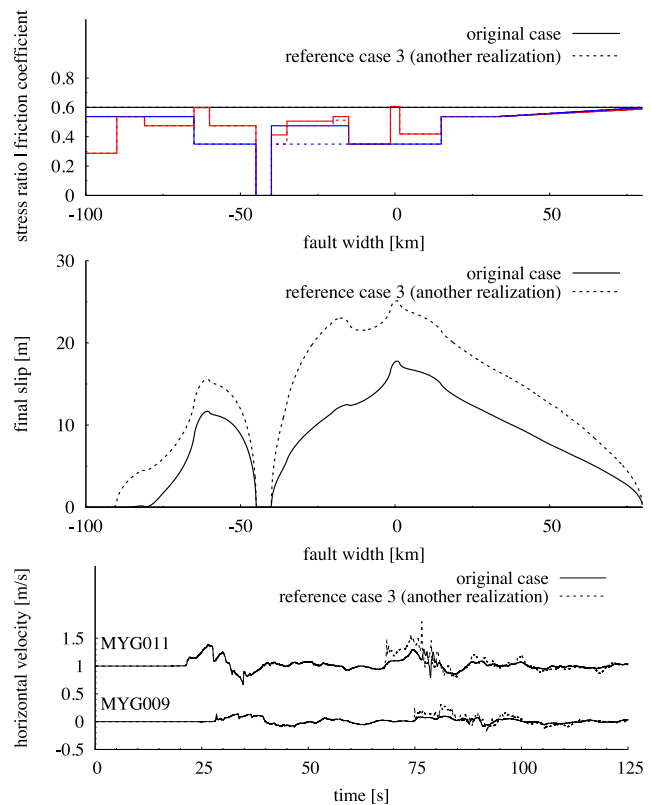 original case
reference case 3 (another realization)
stress ratio | friction coefficient
0.8
0.6
0.4
0.2
0
-100
-50
0
50
fault width [km]
original case
reference case 3 (another realization)
final slip [m]
30
20
10
0
-100
-50
0
50
fault width [km]
original case
reference case 3 (another realization)
horizontal velocity [m/s]
MYG011
MYG009
1.5
1
0.5
0
-0.5
0
25
50
75
100
125
time [s]